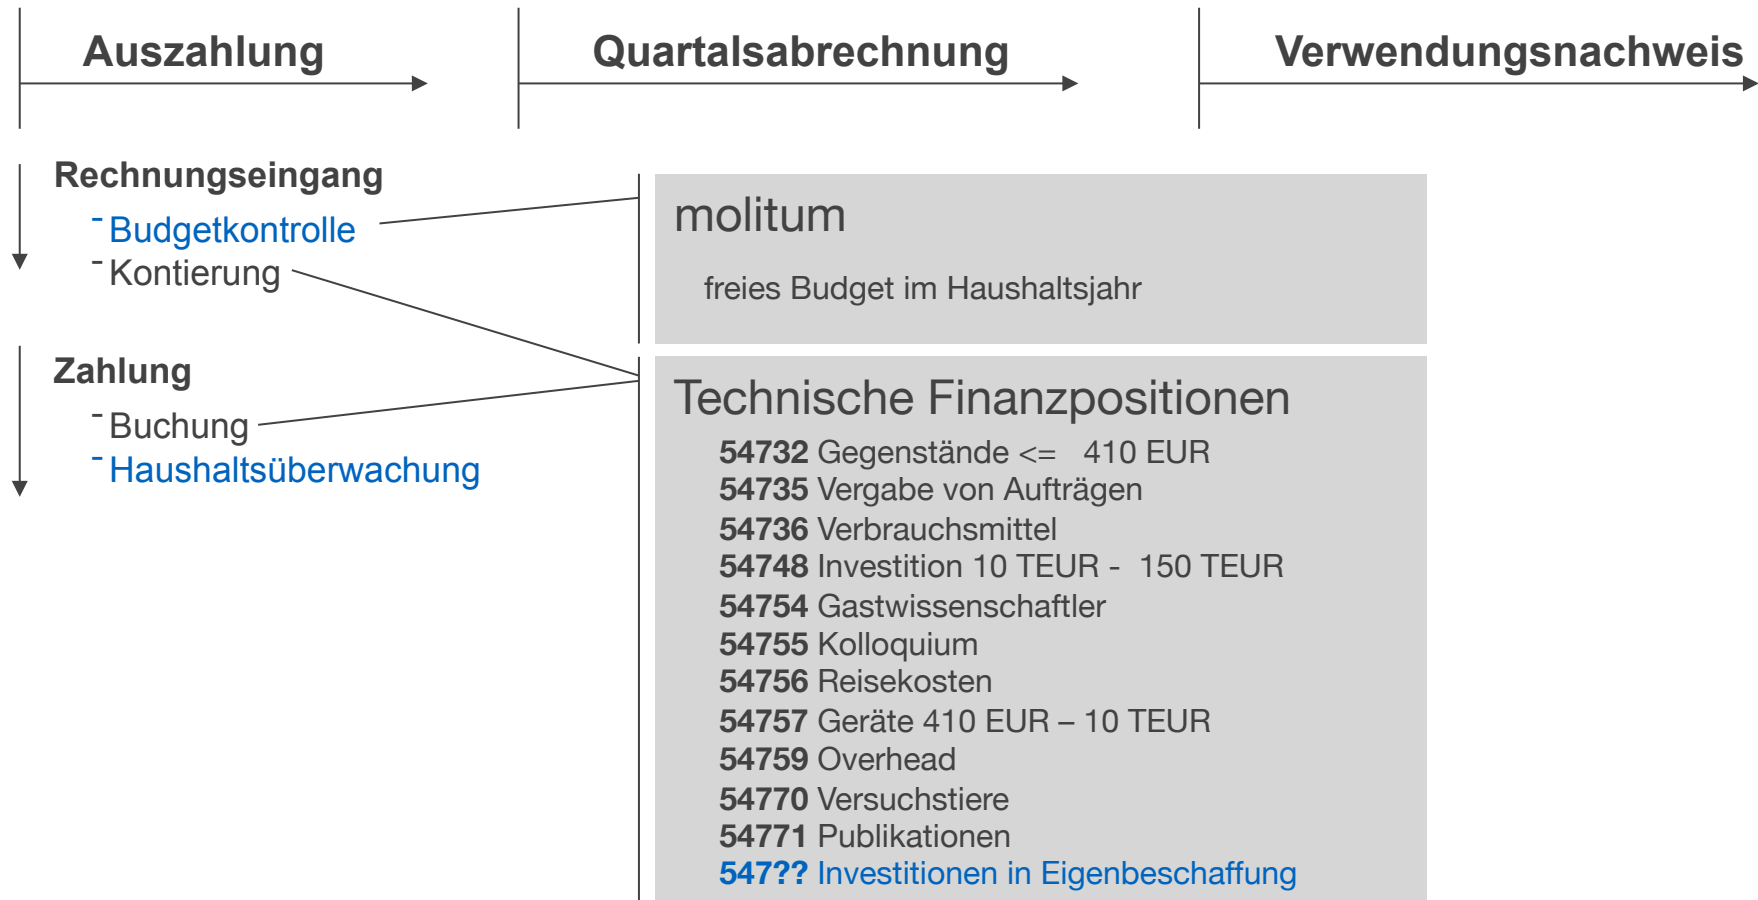 Auszahlung
Quartalsabrechnung
Verwendungsnachweis
Rechnungseingang
- Budgetkontrolle
- Kontierung
Zahlung
- Buchung
- Haushaltsüberwachung
molitum
freies Budget im Haushaltsjahr
Technische Finanzpositionen
54732 Gegenstände <= 410 EUR
54735 Vergabe von Aufträgen
54736 Verbrauchsmittel
54748 Investition 10 TEUR - 150 TEUR
54754 Gastwissenschaftler
54755 Kolloquium
54756 Reisekosten
54757 Geräte 410 EUR – 10 TEUR
54759 Overhead
54770 Versuchstiere
54771 Publikationen
547?? Investitionen in Eigenbeschaffung